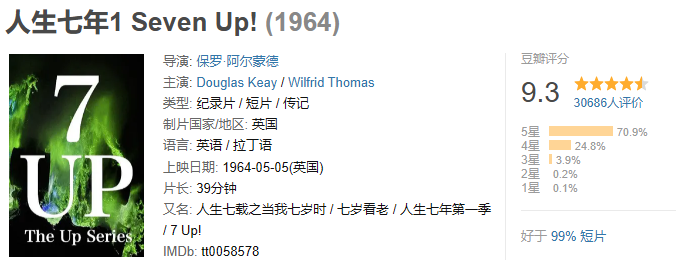 人生七年1 Seven Up! (1964)
7
UP
The Up Series
导演: 保罗·阿尔蒙德
主演: Douglas Keay / Wilfrid Thomas
类型: 纪录片 / 短片 / 传记
制片国家/地区: 英国
语言: 英语 / 拉丁语
上映日期: 1964-05-05(英国)
片长: 39分钟
又名: 人生七载之当我七岁时 / 七岁看老 / 人生七年第一季
/ 7 Up!
IMDb: tt0058578
豆瓣评分
9.3
30686人评价
5星 70.9%
4星 24.8%
3星 3.9%
2星 0.2%
1星 0.1%
好于 99% 短片